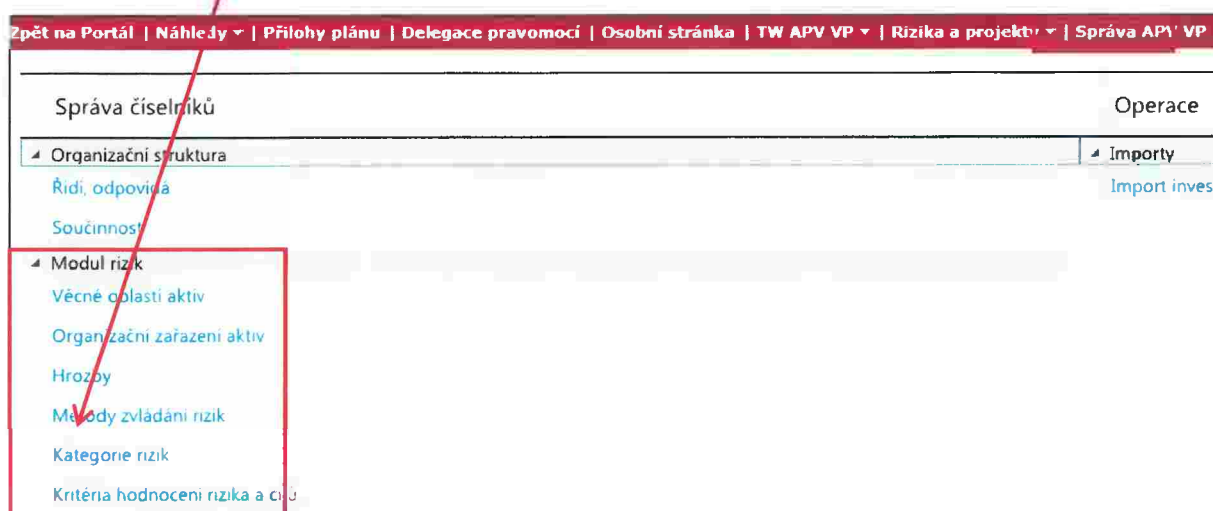 Zpět na Portál | Náhledy ▾ | Přílohy plánu | Delegace pravomocí | Osobní stránka | TW APV VP ▾ | Rizika a projekty ▾ | Správa APV VP
Správa číselníků
Operace
Organizační struktura
Importy
Řídí, odpovídá
Import inves
Součinnost
Modul rizik
Věcné oblasti aktiv
Organizační zařazení aktiv
Hrozby
Metody zvládání rizik
Kategorie rizik
Kritéria hodnocení rizika a cílů